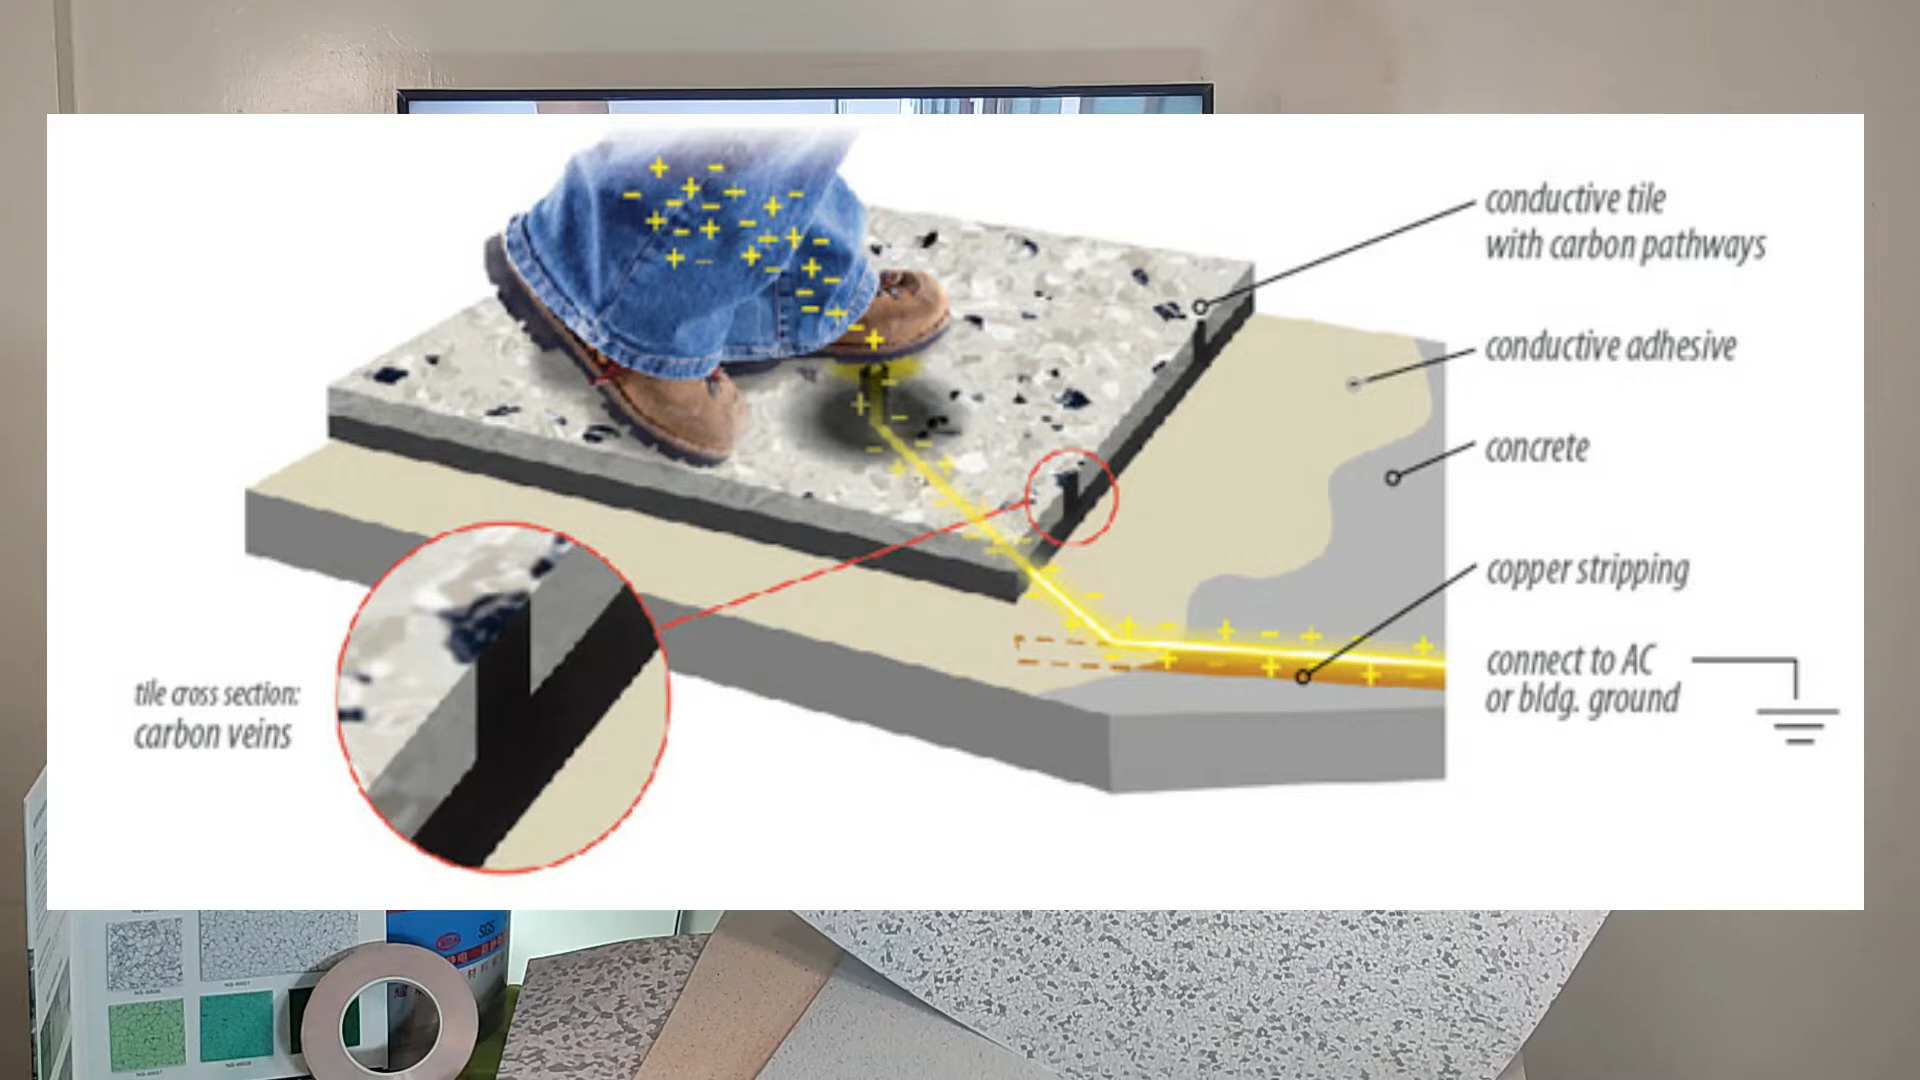 conductive tile
with carbon pathways
conductive adhesive
concrete
copper stripping
connect to AC
or bldg. ground
tile cross section:
carbon veins
SGS